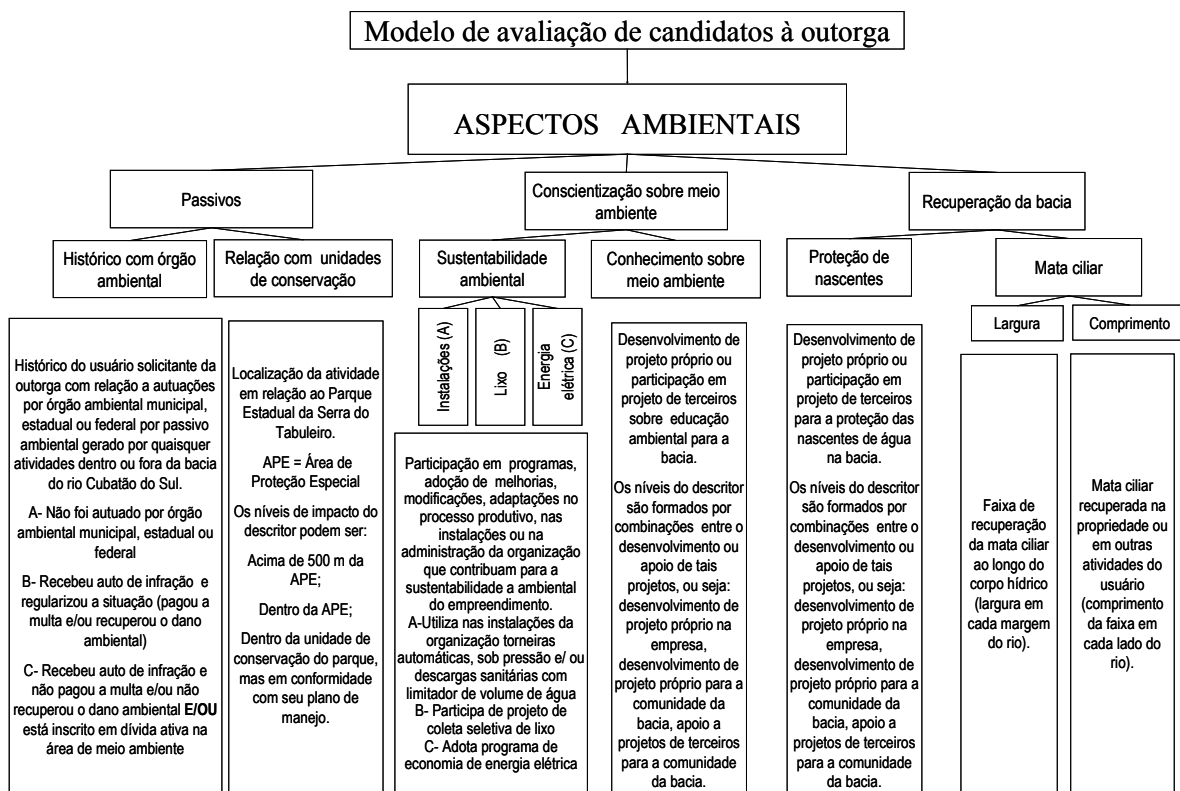 Modelo de avaliação de candidatos à outorga
ASPECTOS AMBIENTAIS
Passivos
Conscientização sobre meio
ambiente
Recuperação da bacia
Histórico com órgão
ambiental
Relação com unidades
de conservação
Sustentabilidade
ambiental
Conhecimento sobre
meio ambiente
Proteção de
nascentes
Mata ciliar
Instalações (A)
Lixo (B)
Energia
elétrica (C)
Largura
Comprimento
Histórico do usuário solicitante da
outorga com relação a autuações
por órgão ambiental municipal,
estadual ou federal por passivo
ambiental gerado por quaisquer
atividades dentro ou fora da bacia
do rio Cubatão do Sul.
A- Não foi autuado por órgão
ambiental municipal, estadual ou
federal
B- Recebeu auto de infração e
regularizou a situação (pagou a
multa e/ou recuperou o dano
ambiental)
C- Recebeu auto de infração e
não pagou a multa e/ou não
recuperou o dano ambiental E/OU
está inscrito em dívida ativa na
área de meio ambiente
Localização da atividade
em relação ao Parque
Estadual da Serra do
Tabuleiro.
APE = Área de
Proteção Especial
Os níveis de impacto do
descritor podem ser:
Acima de 500 m da
APE;
Dentro da APE;
Dentro da unidade de
conservação do parque,
mas em conformidade
com seu plano de
manejo.
Participação em programas,
adoção de melhorias,
modificações, adaptações no
processo produtivo, nas
instalações ou na
administração da organização
que contribuam para a
sustentabilidade a ambiental
do empreendimento.
A-Utiliza nas instalações da
organização torneiras
automáticas, sob pressão e/ ou
descargas sanitárias com
limitador de volume de água
B- Participa de projeto de
coleta seletiva de lixo
C- Adota programa de
economia de energia elétrica
Desenvolvimento de
projeto próprio ou
participação em
projeto de terceiros
sobre educação
ambiental para a
bacia.
Os níveis do descritor
são formados por
combinações entre o
desenvolvimento ou
apoio de tais
projetos, ou seja:
desenvolvimento de
projeto próprio na
empresa,
desenvolvimento de
projeto próprio para a
comunidade da
bacia, apoio a
projetos de terceiros
para a comunidade
da bacia.
Desenvolvimento de
projeto próprio ou
participação em
projeto de terceiros
para a proteção das
nascentes de água
na bacia.
Os níveis do descritor
são formados por
combinações entre o
desenvolvimento ou
apoio de tais
projetos, ou seja:
desenvolvimento de
projeto próprio na
empresa,
desenvolvimento de
projeto próprio para a
comunidade da
bacia, apoio a
projetos de terceiros
para a comunidade
da bacia.
Faixa de
recuperação
da mata ciliar
ao longo do
corpo hídrico
(largura em
cada margem
do rio).
Mata ciliar
recuperada na
propriedade ou
em outras
atividades do
usuário
(comprimento
da faixa em
cada lado do
rio).